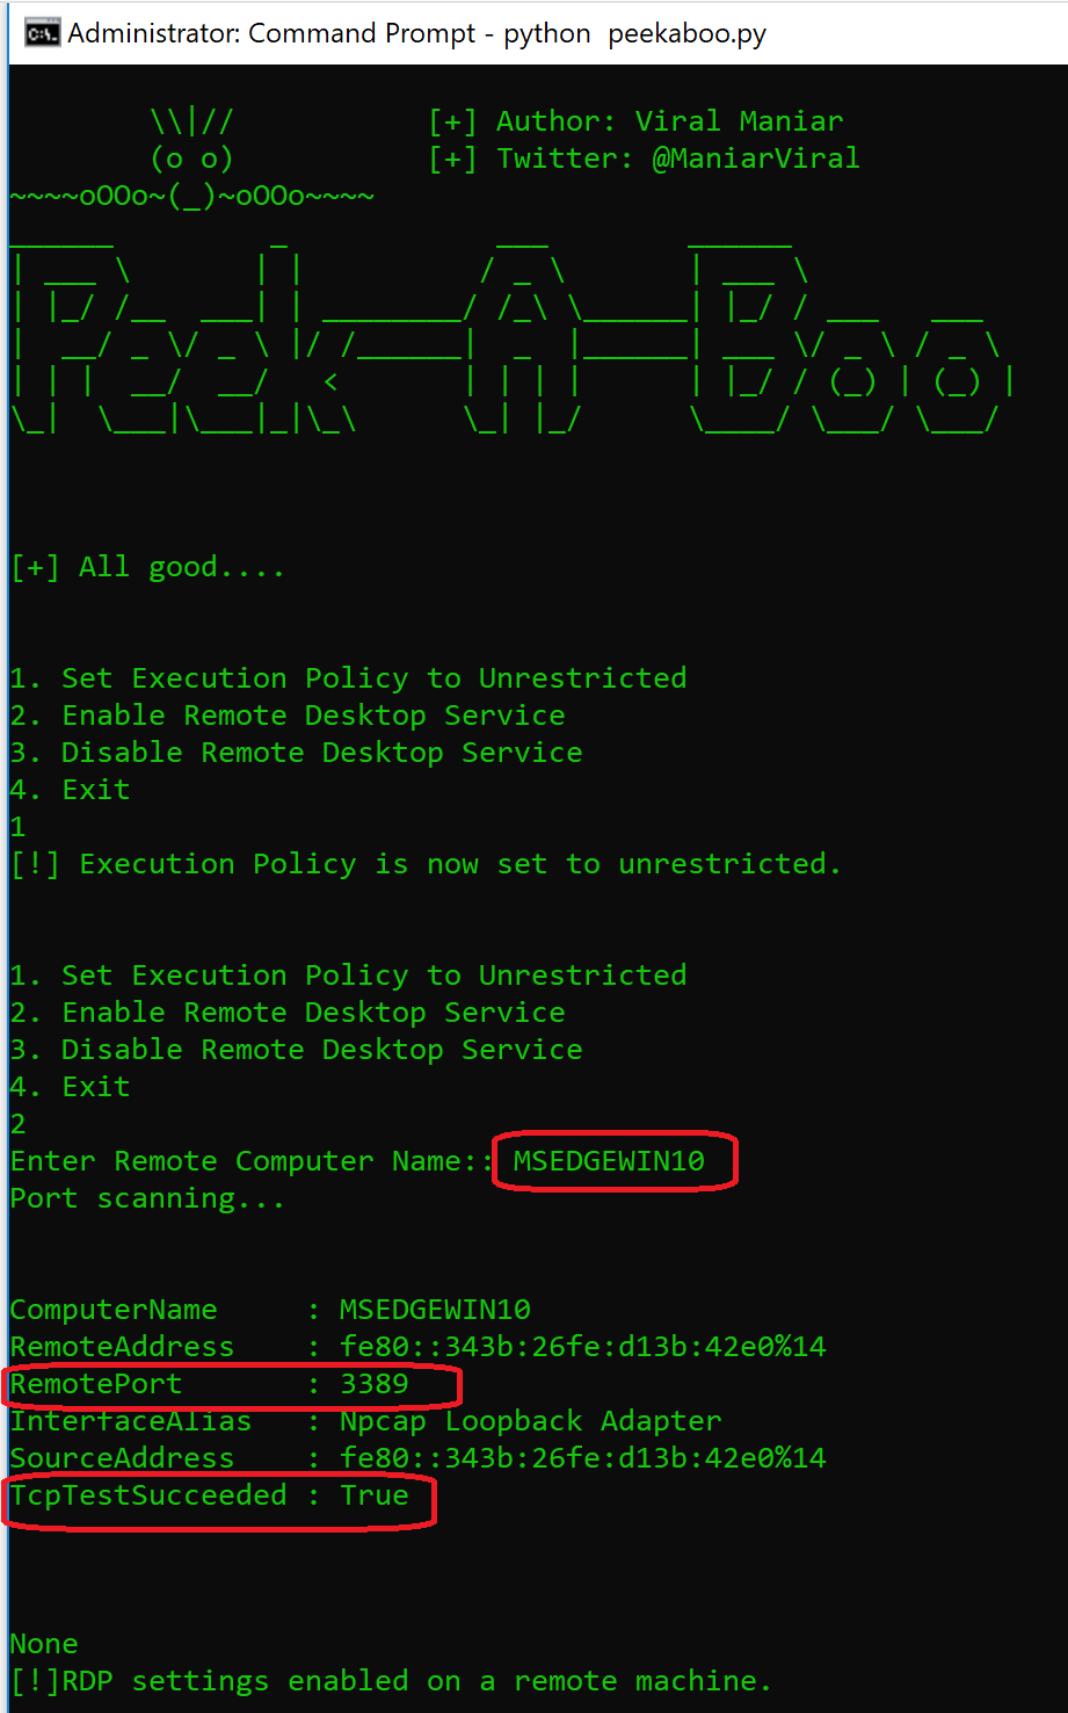 Administrator: Command Prompt - python  peekaboo.py
\\|//           [+] Author: Viral Maniar
(o o)           [+] Twitter: @ManiarViral
~~~~oOOo~(_)~oOOo~~~~
Peek-A-Boo
[+] All good....
1. Set Execution Policy to Unrestricted
2. Enable Remote Desktop Service
3. Disable Remote Desktop Service
4. Exit
1
[!] Execution Policy is now set to unrestricted.
1. Set Execution Policy to Unrestricted
2. Enable Remote Desktop Service
3. Disable Remote Desktop Service
4. Exit
2
Enter Remote Computer Name:: MSEDGEWIN10
Port scanning...
ComputerName     : MSEDGEWIN10
RemoteAddress    : fe80::343b:26fe:d13b:42e0%14
RemotePort       : 3389
InterfaceAlias   : Npcap Loopback Adapter
SourceAddress    : fe80::343b:26fe:d13b:42e0%14
TcpTestSucceeded : True
None
[!]RDP settings enabled on a remote machine.